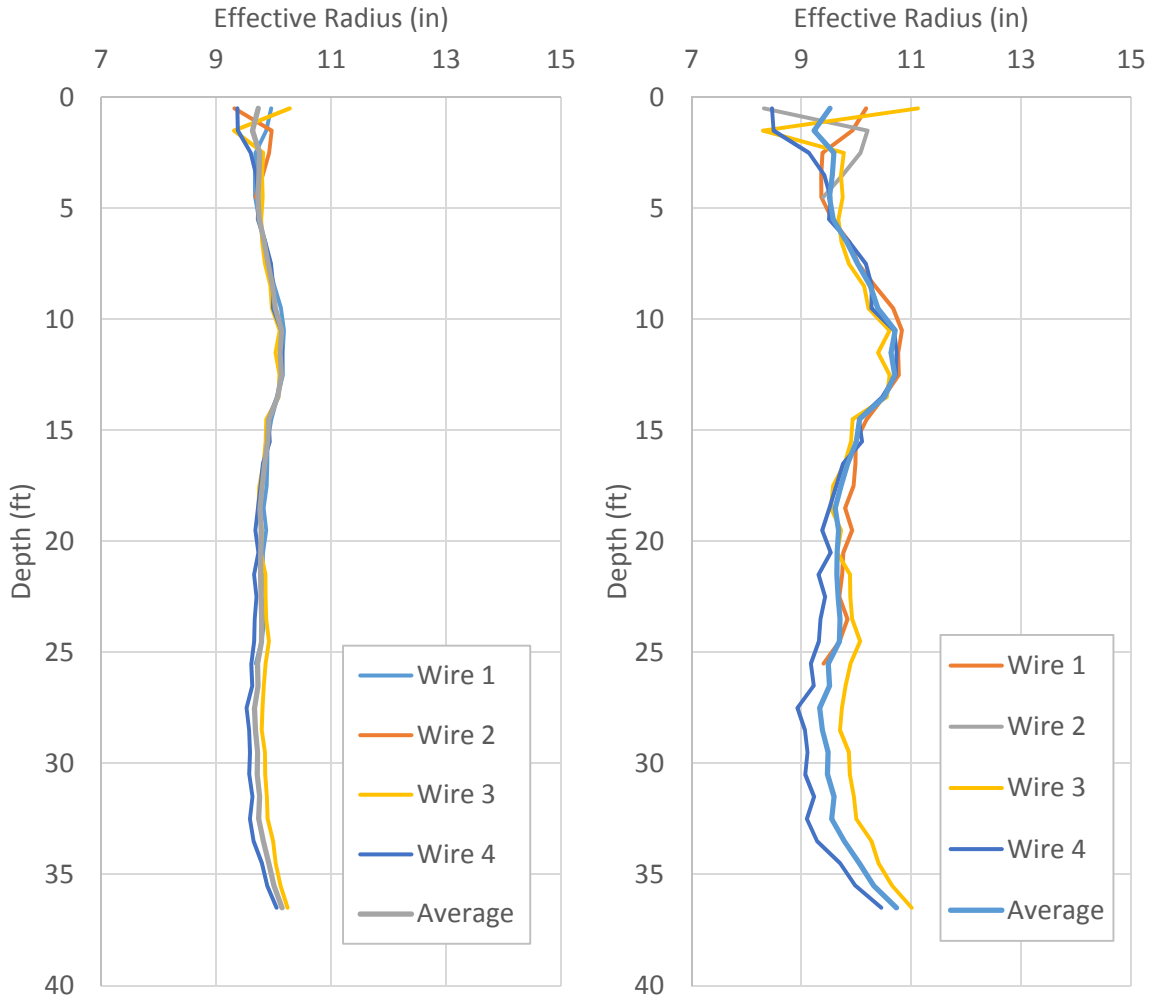 Effective Radius (in)
7 9 11 13 15
0
5
10
15
20
25
30
35
40
Depth (ft)
Wire 1
Wire 2
Wire 3
Wire 4
Average
Effective Radius (in)
7 9 11 13 15
0
5
10
15
20
25
30
35
40
Depth (ft)
Wire 1
Wire 2
Wire 3
Wire 4
Average